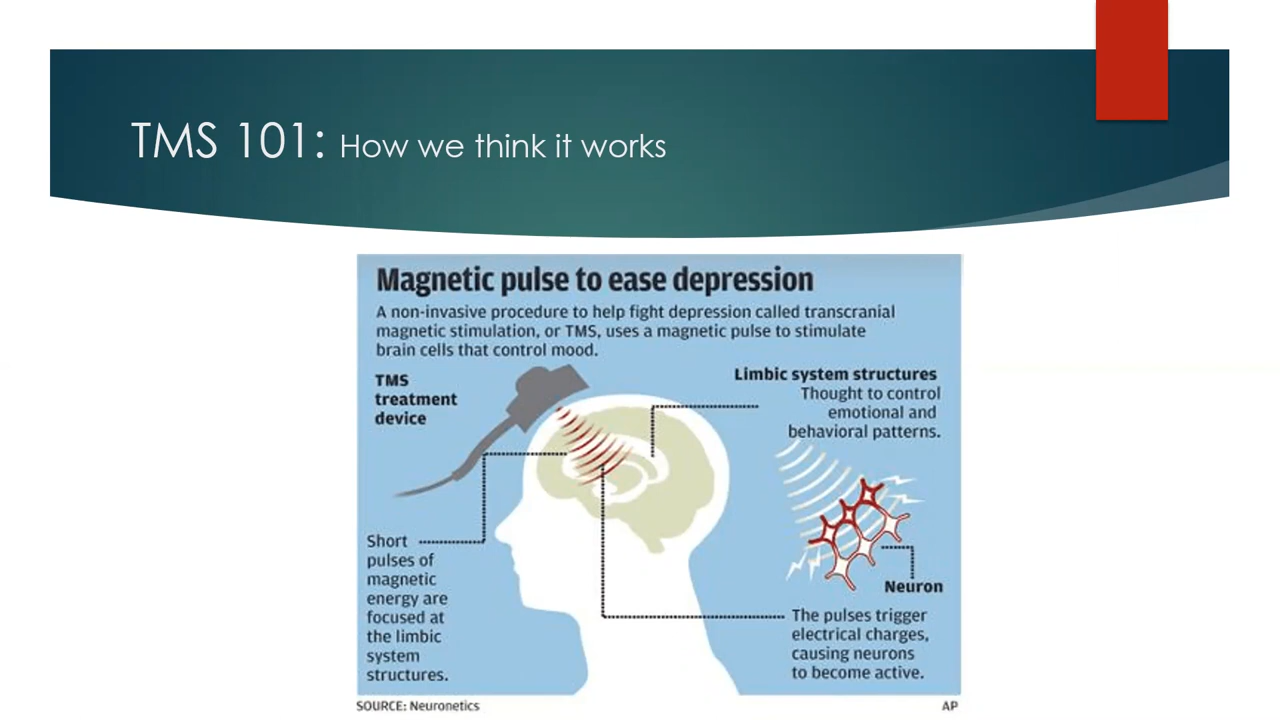 TMS 101: How we think it works
Magnetic pulse to ease depression
A non-invasive procedure to help fight depression called transcranial
magnetic stimulation, or TMS, uses a magnetic pulse to stimulate
brain cells that control mood.
TMS
treatment
device
Limbic system structures
Thought to control
emotional and
behavioral patterns.
Short
pulses of
magnetic
energy are
focused at
the limbic
system
structures.
Neuron
The pulses trigger
electrical charges,
causing neurons
to become active.
SOURCE: Neuronetics
AP